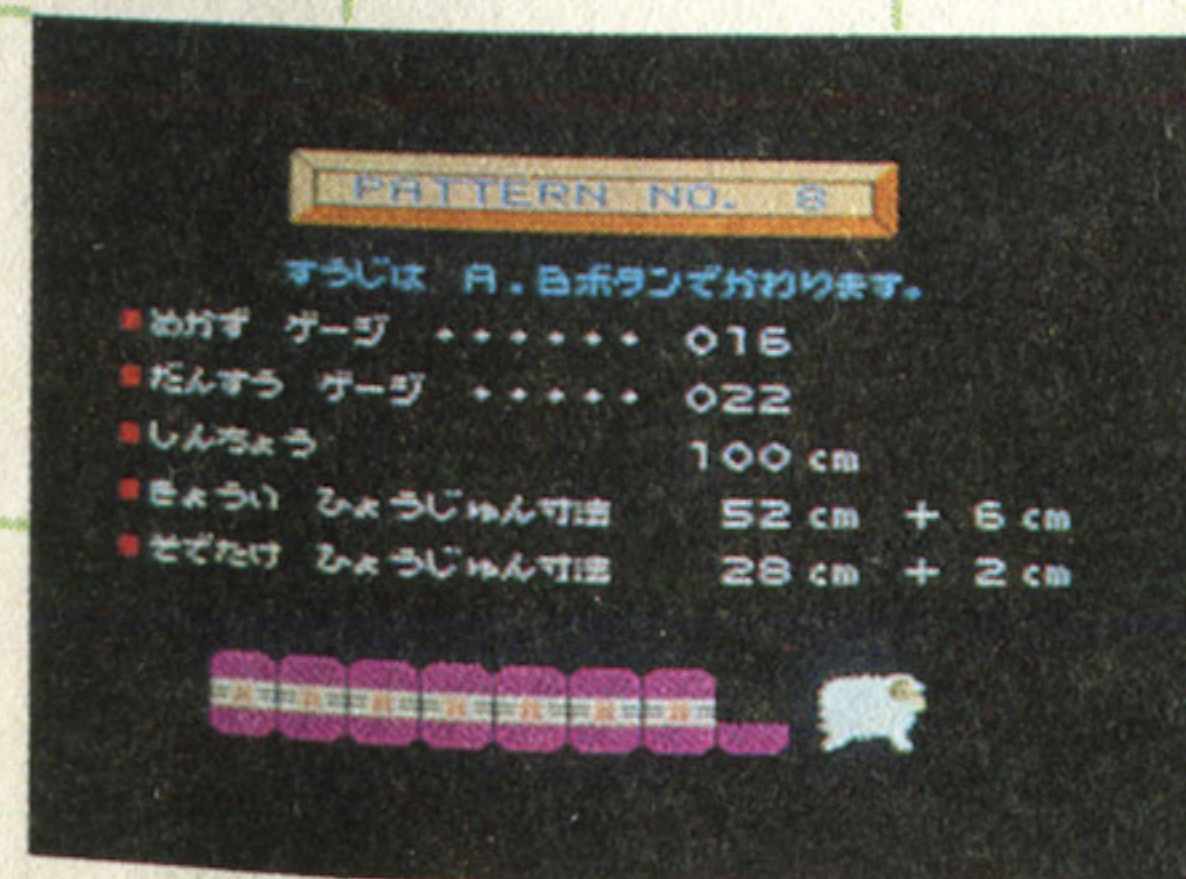 PATTERN NO. 8
すうじは A.Bボタンでかわります。
めかず ゲージ ・・・・・・ 016
だんすう ゲージ ・・・・・ 022
しんちょう 100 cm
きょうい ひょうじゅん寸法 52 cm + 6 cm
そでたけ ひょうじゅん寸法 28 cm + 2 cm